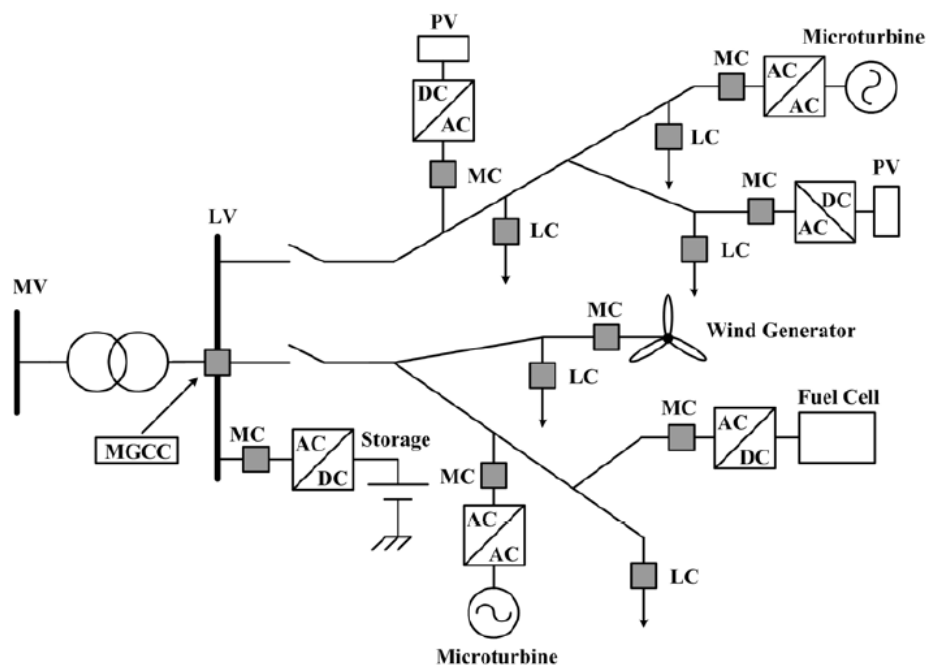 PV
Microturbine
MC
AC
AC
DC
AC
LC
PV
MC
MC
DC
AC
LV
LC
LC
MV
MC
Wind Generator
LC
Fuel Cell
MC
MGCC
MC
AC
DC
Storage
AC
DC
MC
AC
AC
LC
Microturbine